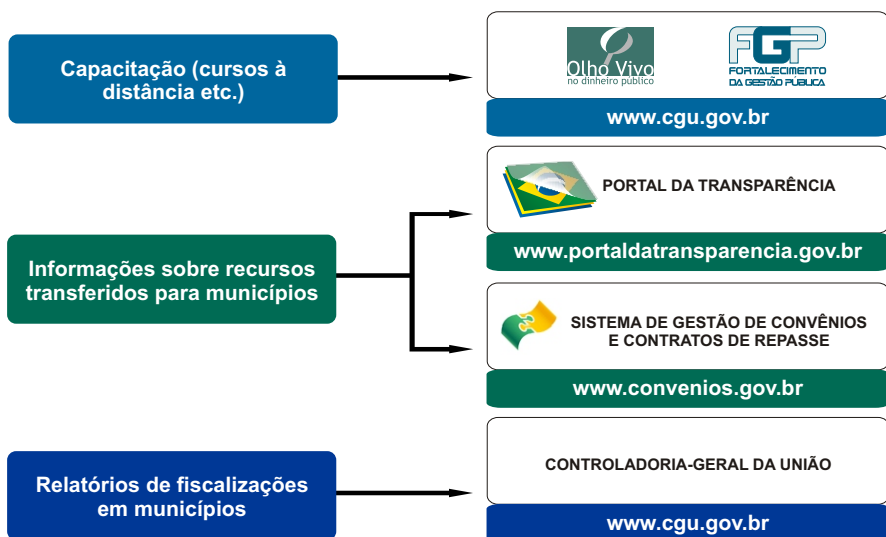 Capacitação (cursos à
distância etc.)
Olho Vivo
no dinheiro público
FGP
FORTALECIMENTO
DA GESTÃO PÚBLICA
www.cgu.gov.br
Informações sobre recursos
transferidos para municípios
PORTAL DA TRANSPARÊNCIA
www.portaldatransparencia.gov.br
SISTEMA DE GESTÃO DE CONVÊNIOS
E CONTRATOS DE REPASSE
www.convenios.gov.br
Relatórios de fiscalizações
em municípios
CONTROLADORIA-GERAL DA UNIÃO
www.cgu.gov.br